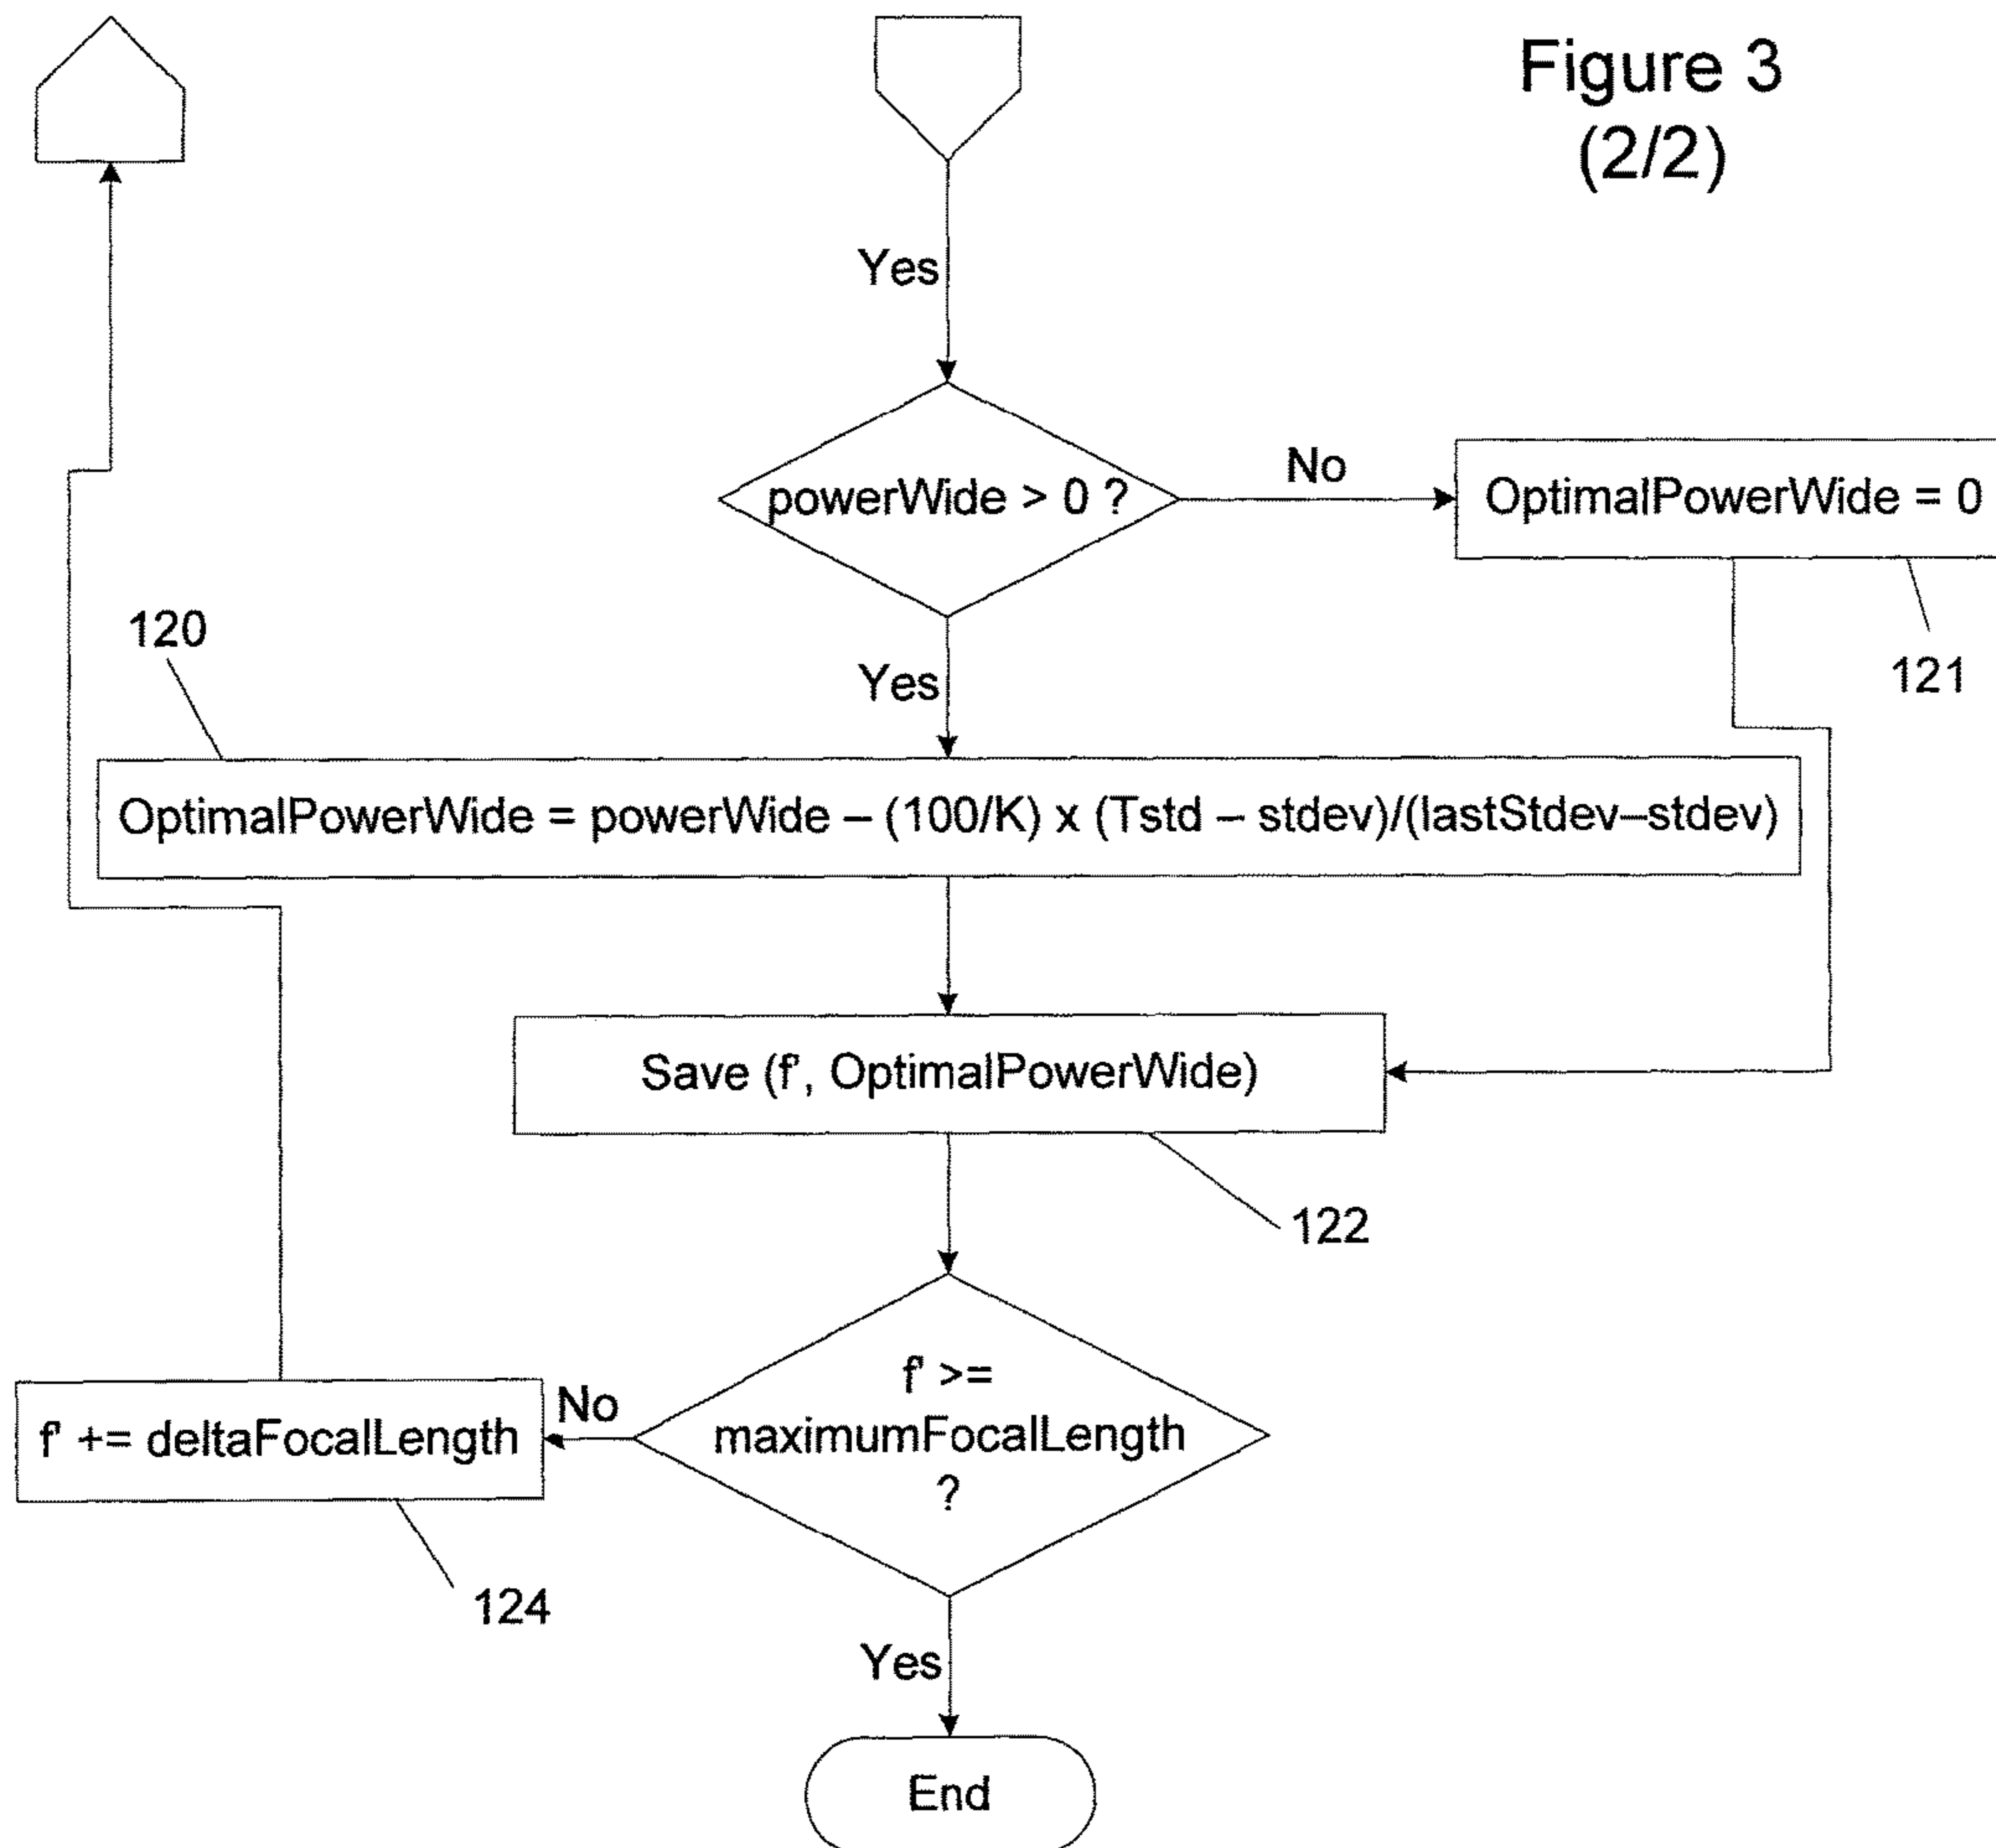 Figure 3
(2/2)
Yes
powerWide > 0 ?
No
OptimalPowerWide = 0
121
120
Yes
OptimalPowerWide = powerWide – (100/K) x (Tstd – stdev)/(lastStdev–stdev)
Save (f', OptimalPowerWide)
122
f' >=
maximumFocalLength
?
No
f' += deltaFocalLength
124
Yes
End